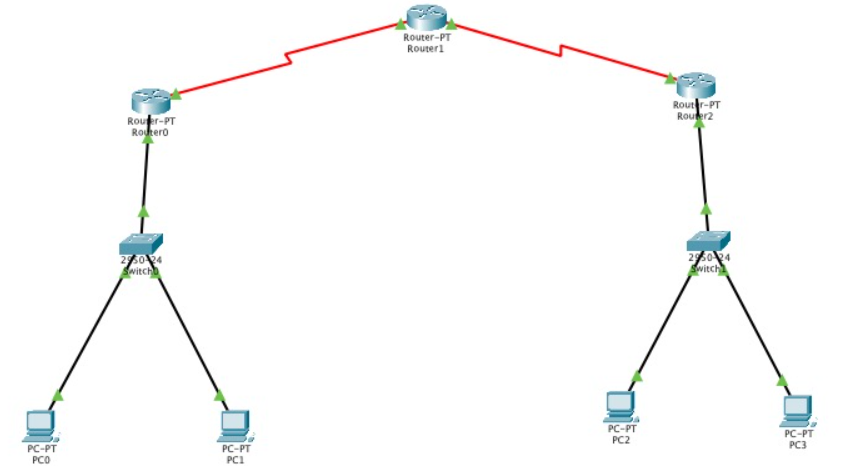 Router-PT
Router1
Router-PT
Router0
Router-PT
Router2
2950-24
Switch0
2950-24
Switch1
PC-PT
PC0
PC-PT
PC1
PC-PT
PC2
PC-PT
PC3